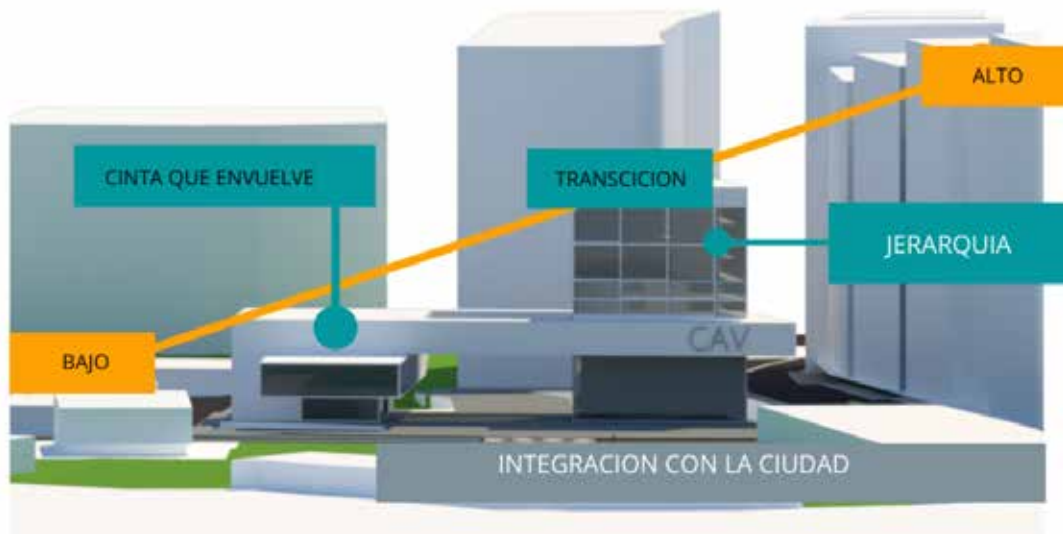 ALTO
CINTA QUE ENVUELVE
TRANSCICION
JERARQUIA
CAV
BAJO
INTEGRACION CON LA CIUDAD